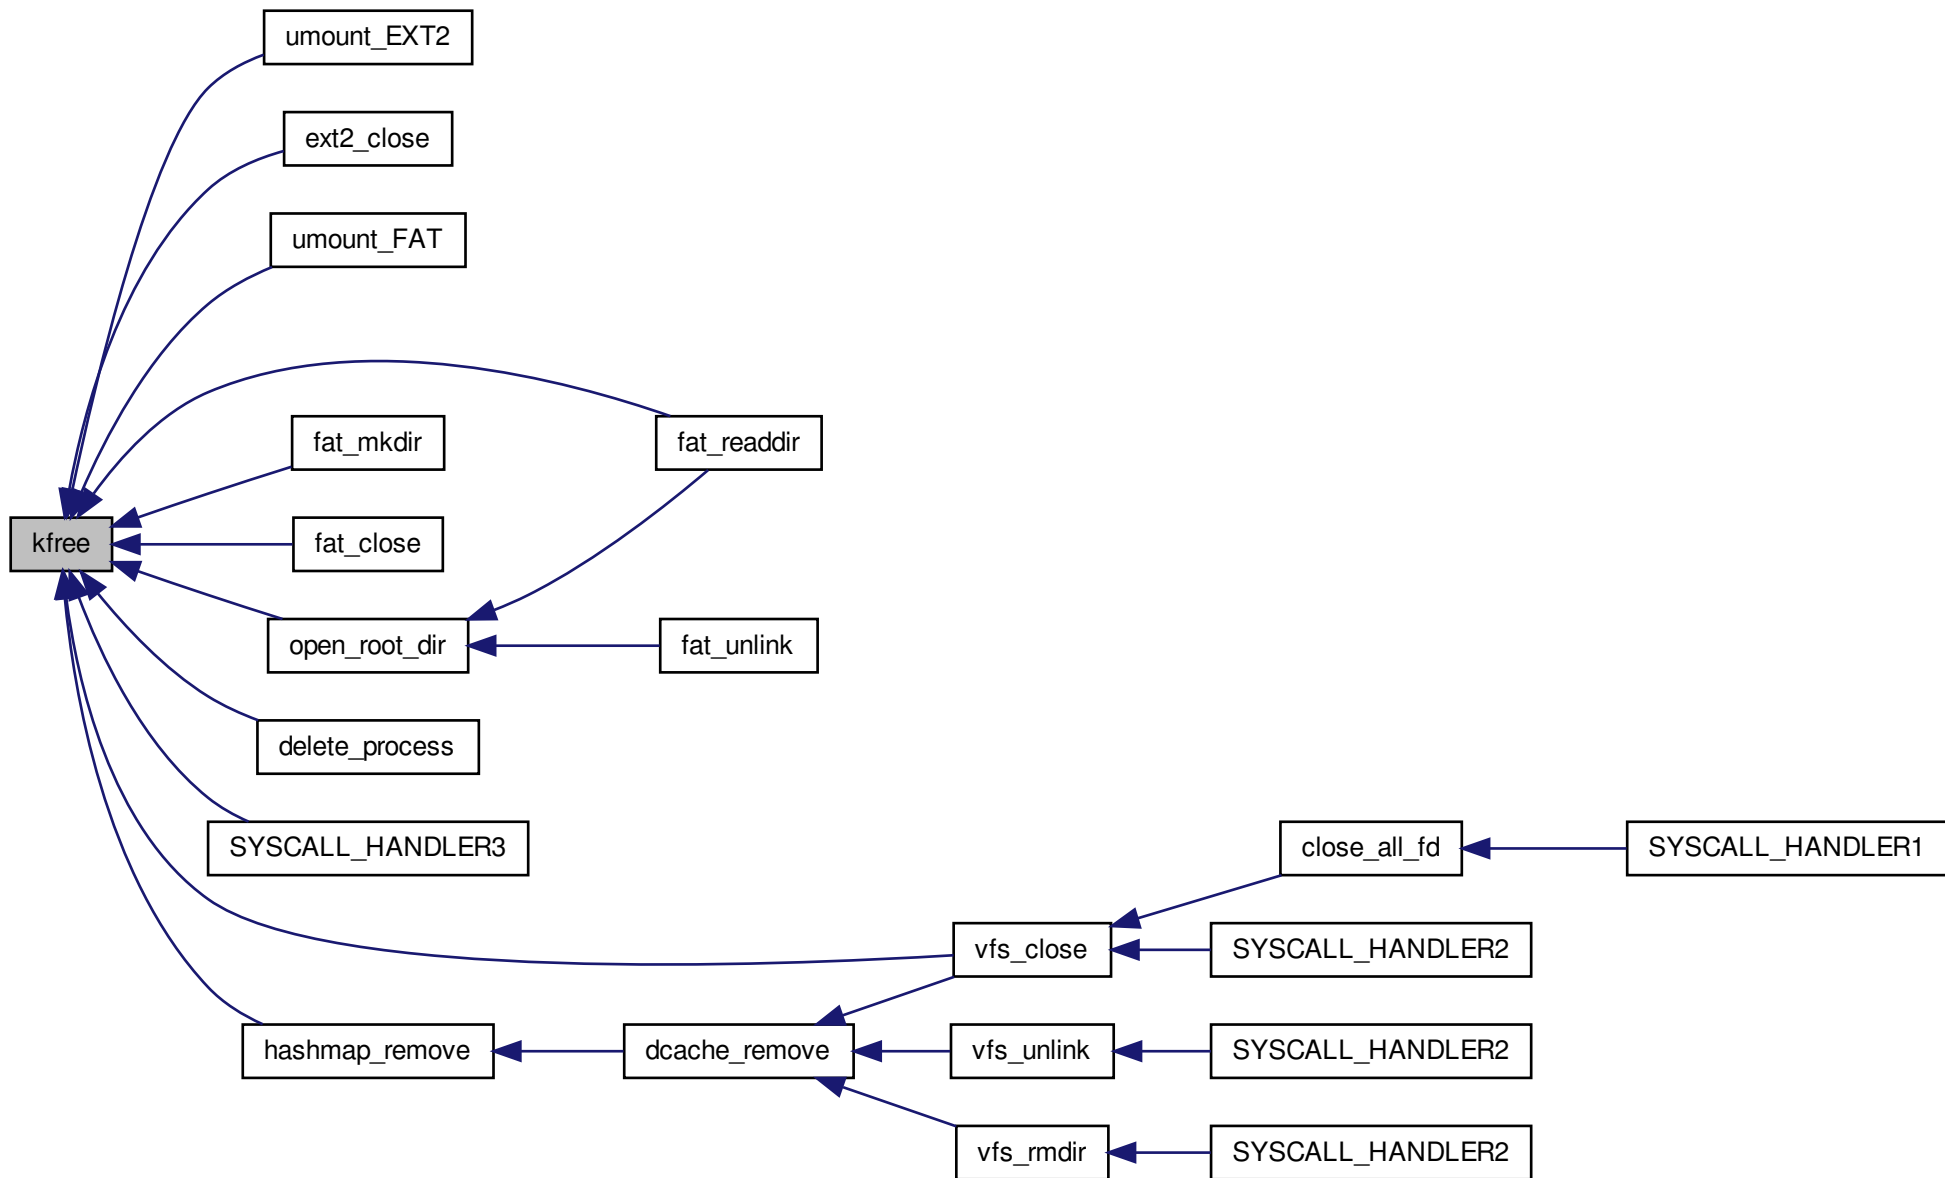 umount_EXT2
ext2_close
umount_FAT
fat_mkdir
fat_readdir
kfree
fat_close
open_root_dir
fat_unlink
delete_process
SYSCALL_HANDLER3
close_all_fd
SYSCALL_HANDLER1
vfs_close
SYSCALL_HANDLER2
hashmap_remove
dcache_remove
vfs_unlink
SYSCALL_HANDLER2
vfs_rmdir
SYSCALL_HANDLER2